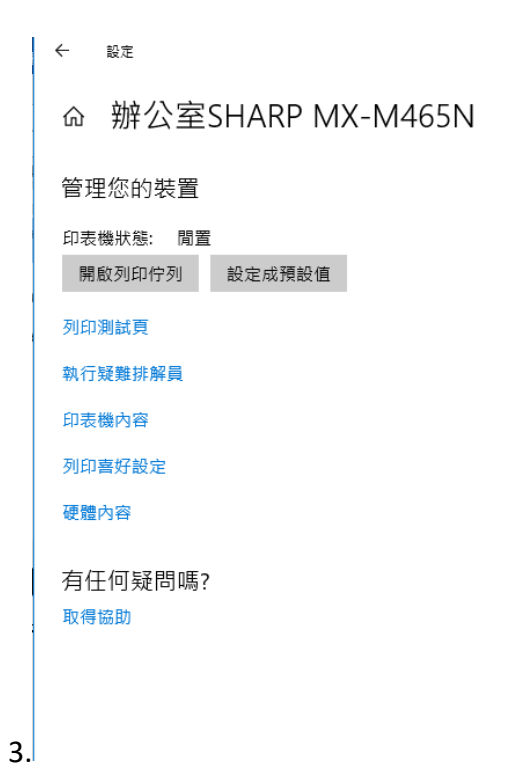 ← 設定
辦公室SHARP MX-M465N
管理您的裝置
印表機狀態: 閒置
開啟列印佇列 設定成預設值
列印測試頁
執行疑難排解員
印表機內容
列印喜好設定
硬體內容
有任何疑問嗎?
取得協助
3.